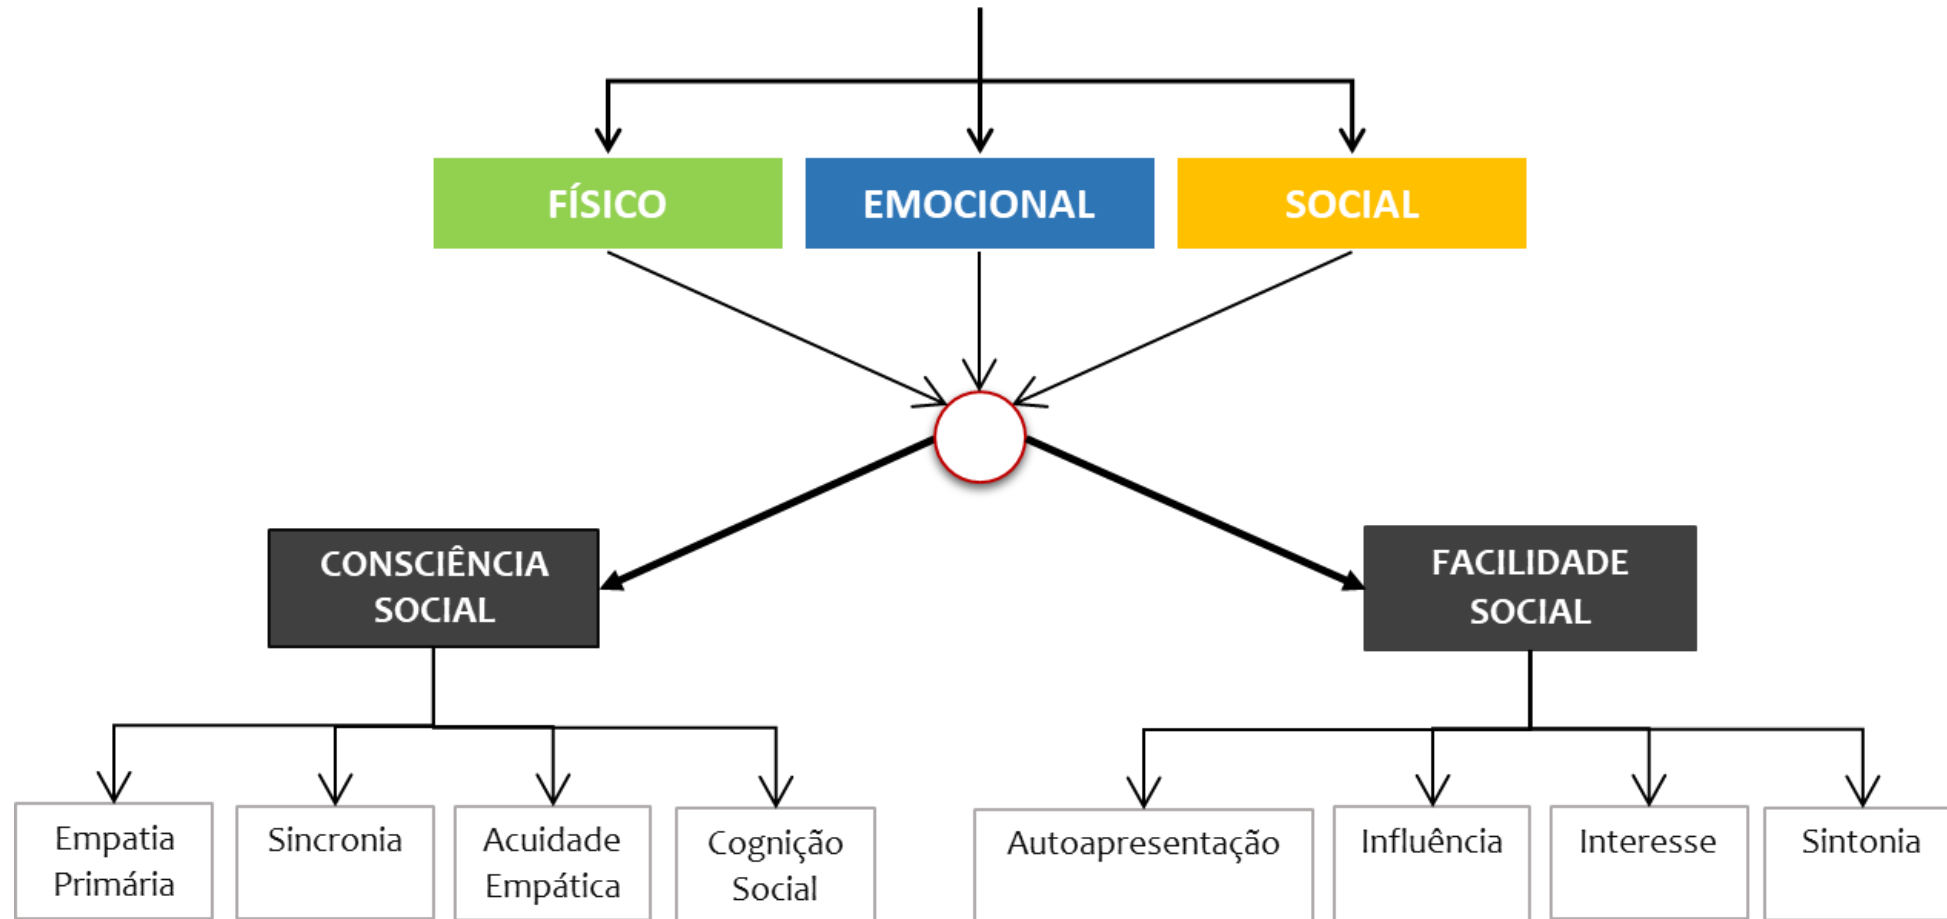 FÍSICO
EMOCIONAL
SOCIAL
CONSCIÊNCIA
SOCIAL
FACILIDADE
SOCIAL
Empatia
Primária
Sincronia
Acuidade
Empática
Cognição
Social
Autoapresentação
Influência
Interesse
Sintonia